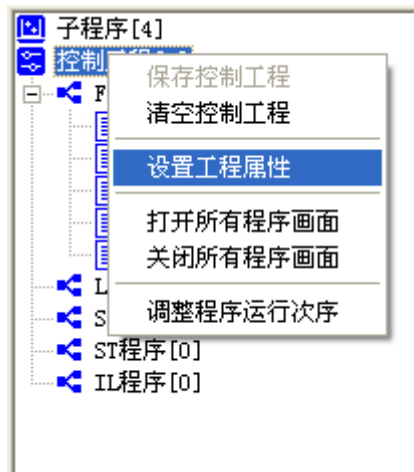 子程序[4]
控制
保存控制工程
清空控制工程
F
设置工程属性
打开所有程序画面
关闭所有程序画面
L
S
调整程序运行次序
ST程序[0]
IL程序[0]